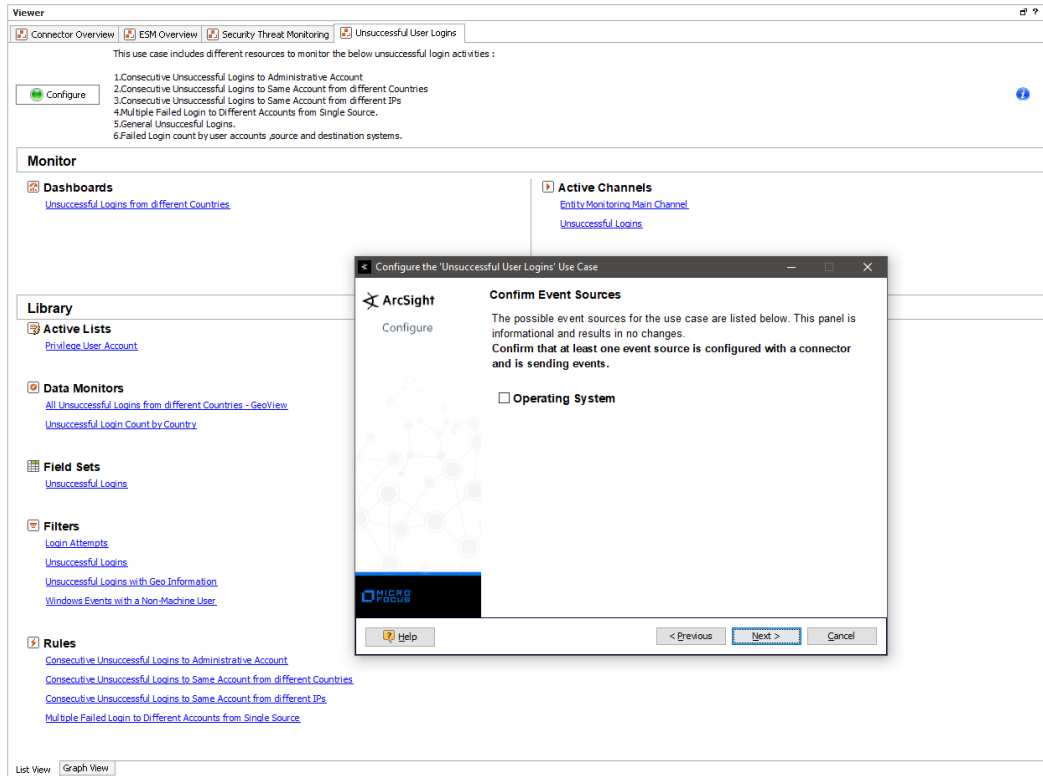 Viewer
Connector Overview
ESM Overview
Security Threat Monitoring
Unsuccessful User Logins
This use case includes different resources to monitor the below unsuccessful login activities :
Configure
1.Consecutive Unsuccessful Logins to Administrative Account
2.Consecutive Unsuccessful Logins to Same Account from different Countries
3.Consecutive Unsuccessful Logins to Same Account from different IPs
4.Multiple Failed Login to Different Accounts from Single Source.
5.General Unsuccesful Logins.
6.Failed Login count by user accounts ,source and destination systems.
Monitor
Dashboards
Unsuccessful Logins from different Countries
Active Channels
Entity Monitoring Main Channel
Unsuccessful Logins
Library
Active Lists
Privilege User Account
Data Monitors
All Unsuccessful Logins from different Countries - GeoView
Unsuccessful Login Count by Country
Field Sets
Unsuccessful Logins
Filters
Login Attempts
Unsuccessful Logins
Unsuccessful Logins with Geo Information
Windows Events with a Non-Machine User
Rules
Consecutive Unsuccessful Logins to Administrative Account
Consecutive Unsuccessful Logins to Same Account from different Countries
Consecutive Unsuccessful Logins to Same Account from different IPs
Multiple Failed Login to Different Accounts from Single Source
Configure the 'Unsuccessful User Logins' Use Case
ArcSight
Configure
Confirm Event Sources
The possible event sources for the use case are listed below. This panel is
informational and results in no changes.
Confirm that at least one event source is configured with a connector
and is sending events.
Operating System
MICRO
FOCUS
Help
< Previous
Next >
Cancel
List View
Graph View